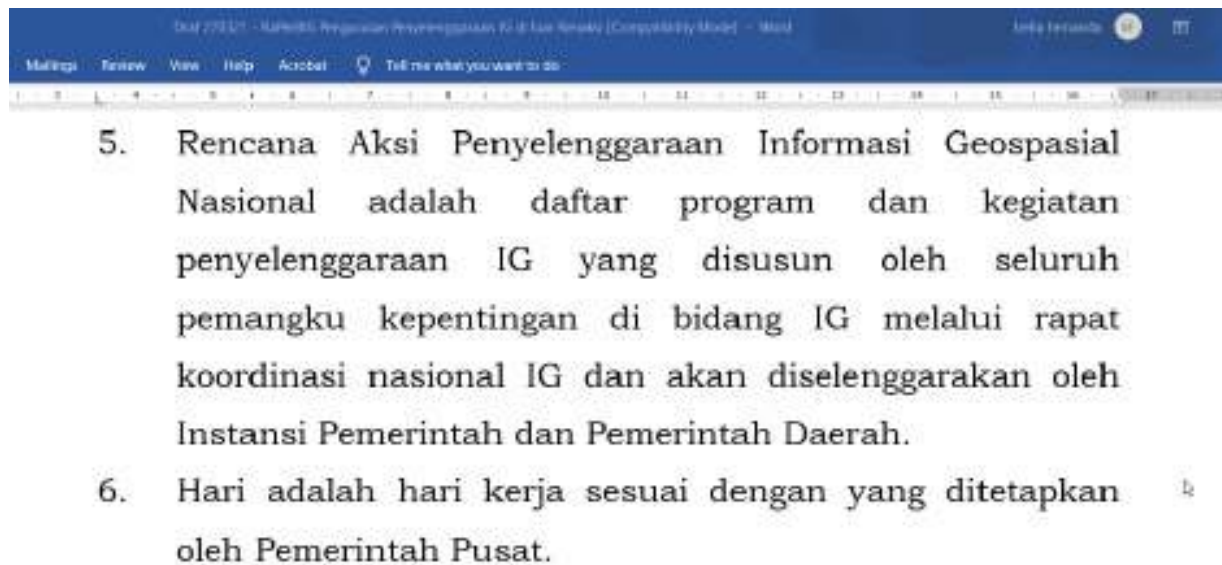 Mailings Review View Help Acrobat Tell me what you want to do
5. Rencana Aksi Penyelenggaraan Informasi Geospasial
Nasional adalah daftar program dan kegiatan
penyelenggaraan IG yang disusun oleh seluruh
pemangku kepentingan di bidang IG melalui rapat
koordinasi nasional IG dan akan diselenggarakan oleh
Instansi Pemerintah dan Pemerintah Daerah.
6. Hari adalah hari kerja sesuai dengan yang ditetapkan
oleh Pemerintah Pusat.